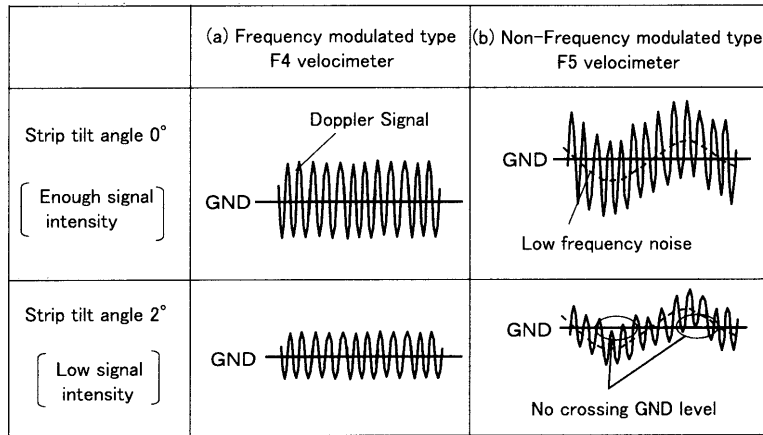 (a) Frequency modulated type
F4 velocimeter
(b) Non-Frequency modulated type
F5 velocimeter
Strip tilt angle 0°
Enough signal
intensity
Doppler Signal
GND
GND
Low frequency noise
Strip tilt angle 2°
Low signal
intensity
GND
GND
No crossing GND level